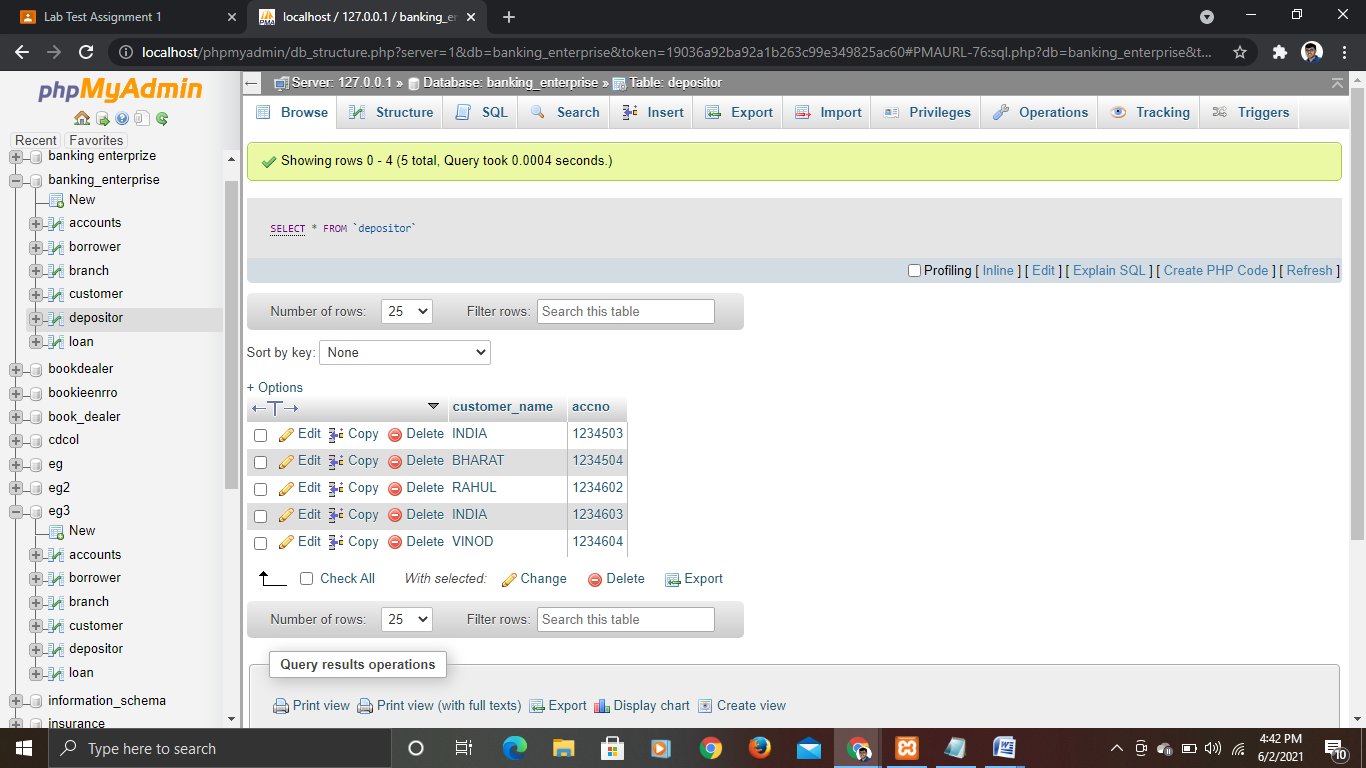 Lab Test Assignment 1
localhost / 127.0.0.1 / banking_er
localhost/phpmyadmin/db_structure.php?server=1&db=banking_enterprise&token=19036a92ba92a1b263c99e349825ac60#PMAURL-76:sql.php?db=banking_enterprise&t...
phpMyAdmin
Recent Favorites
banking enterprize
banking_enterprise
New
accounts
borrower
branch
customer
depositor
loan
bookdealer
bookieenrro
book_dealer
cdcol
eg
eg2
eg3
New
accounts
borrower
branch
customer
depositor
loan
information_schema
insurance
Server: 127.0.0.1 » Database: banking_enterprise » Table: depositor
Browse Structure SQL Search Insert Export Import Privileges Operations Tracking Triggers
Showing rows 0 - 4 (5 total, Query took 0.0004 seconds.)
SELECT * FROM `depositor`
Profiling [ Inline ] [ Edit ] [ Explain SQL ] [ Create PHP Code ] [ Refresh ]
Number of rows: 25 Filter rows: Search this table
Sort by key: None
+ Options
←T→ customer_name accno
Edit Copy Delete INDIA 1234503
Edit Copy Delete BHARAT 1234504
Edit Copy Delete RAHUL 1234602
Edit Copy Delete INDIA 1234603
Edit Copy Delete VINOD 1234604
Check All With selected: Change Delete Export
Number of rows: 25 Filter rows: Search this table
Query results operations
Print view Print view (with full texts) Export Display chart Create view
Type here to search
4:42 PM
6/2/2021
10